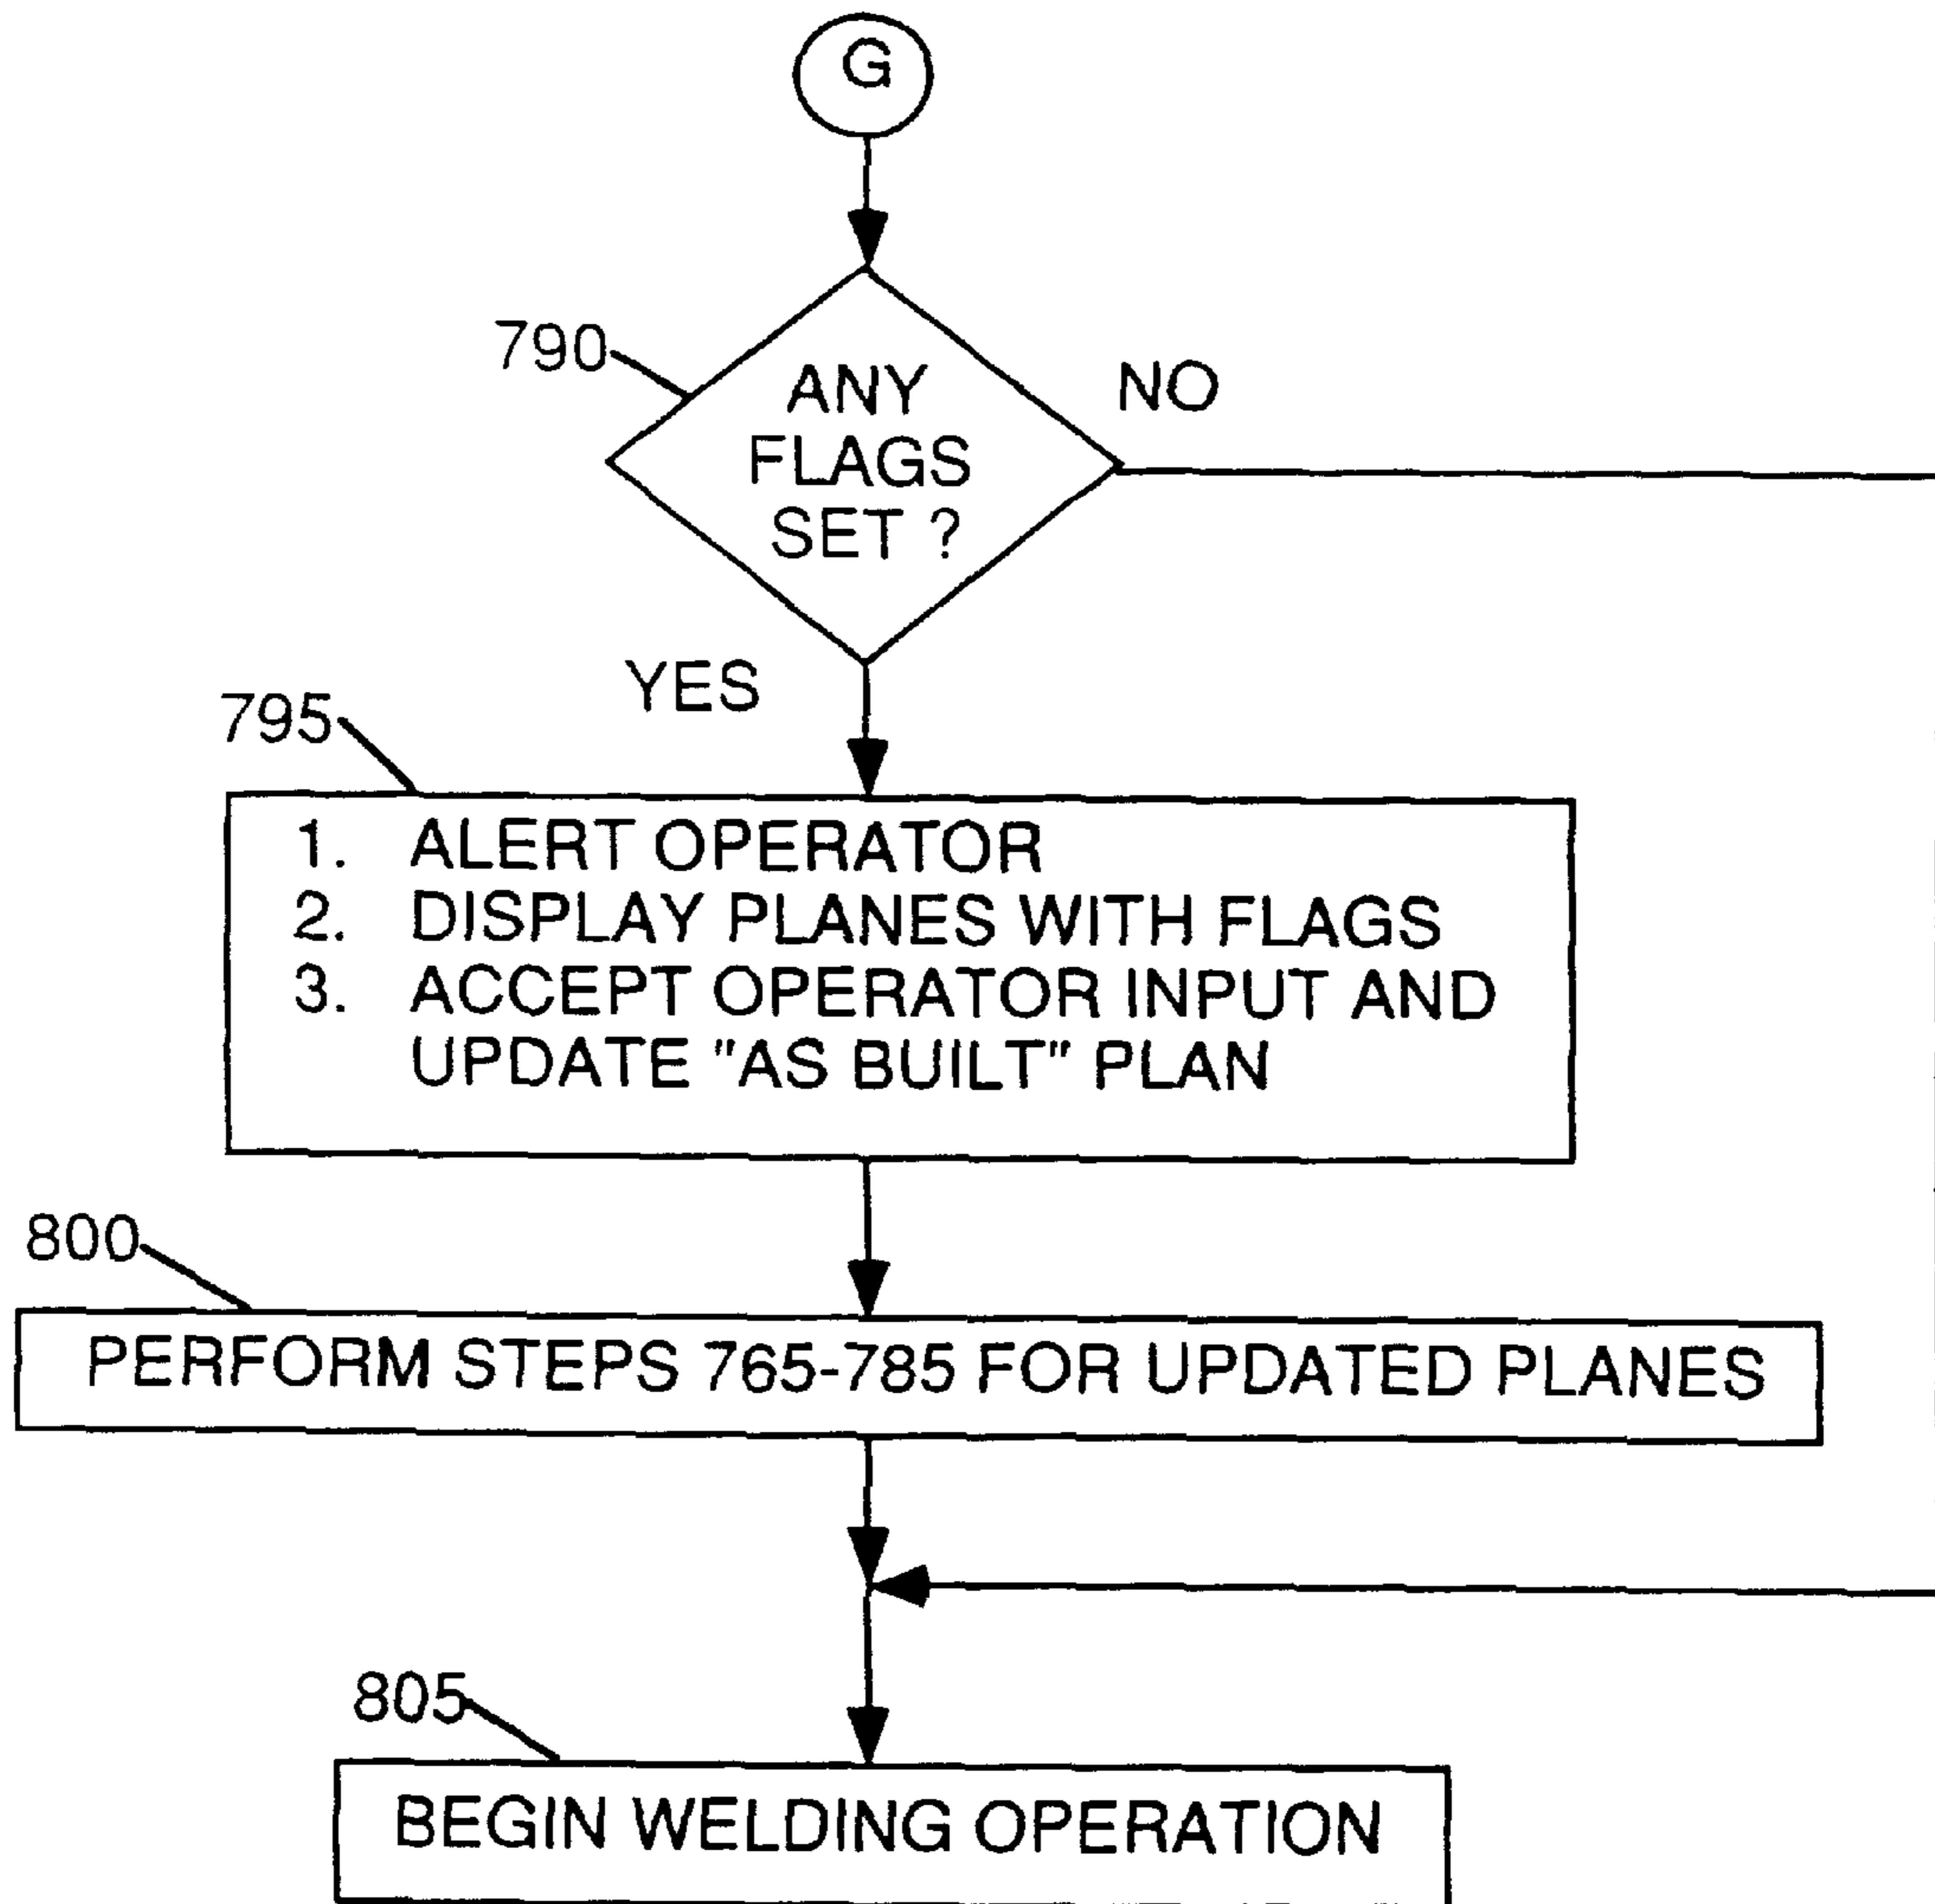 G
790
ANY
FLAGS
SET ?
NO
YES
795
1. ALERT OPERATOR
2. DISPLAY PLANES WITH FLAGS
3. ACCEPT OPERATOR INPUT AND
UPDATE "AS BUILT" PLAN
800
PERFORM STEPS 765-785 FOR UPDATED PLANES
805
BEGIN WELDING OPERATION